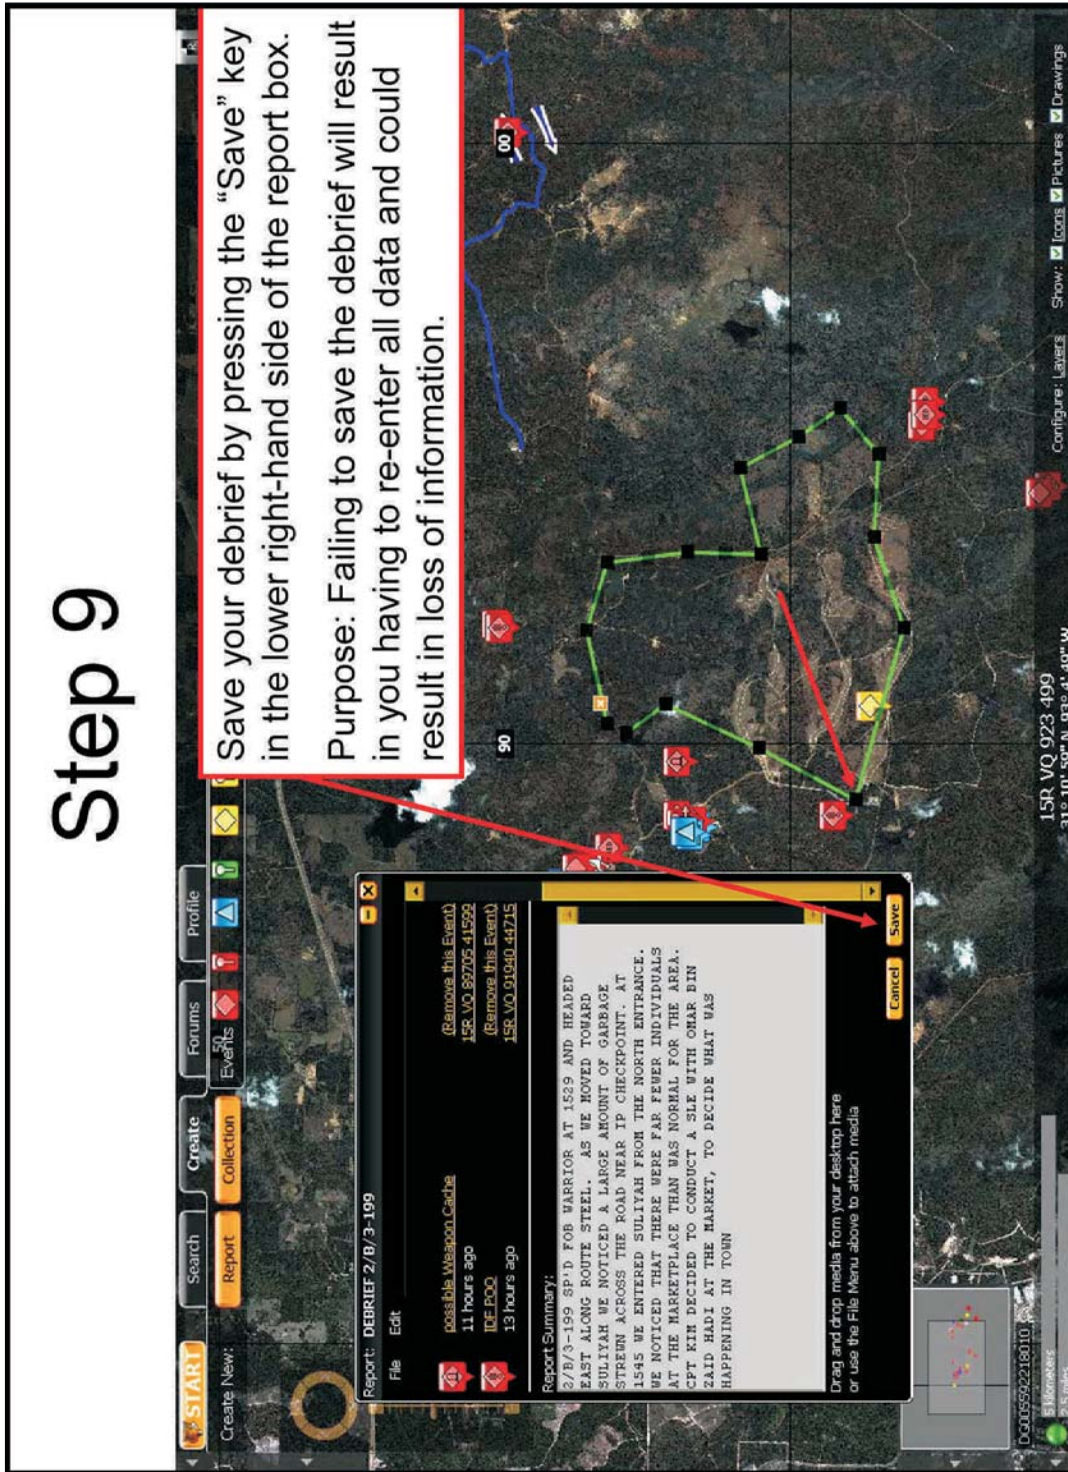 Step 9
Save your debrief by pressing the “Save” key
in the lower right-hand side of the report box.
Purpose: Failing to save the debrief will result
in you having to re-enter all data and could
result in loss of information.
START
Search
Create
Forums
Profile
Create New:
Report
Collection
50
Events
R
Report: DEBRIEF 2/B/3-199
File Edit
possible Weapon Cache (Remove this Event)
11 hours ago 15R VQ 89705 41599
IDF POO (Remove this Event)
13 hours ago 15R VQ 91940 44715
Report Summary:
2/B/3-199 SP'D FOB WARRIOR AT 1529 AND HEADED
EAST ALONG ROUTE STEEL. AS WE MOVED TOWARD
SULIYAH WE NOTICED A LARGE AMOUNT OF GARBAGE
STREWN ACROSS THE ROAD NEAR IP CHECKPOINT. AT
1545 WE ENTERED SULIYAH FROM THE NORTH ENTRANCE.
WE NOTICED THAT THERE WERE FAR FEWER INDIVIDUALS
AT THE MARKETPLACE THAN WAS NORMAL FOR THE AREA.
CPT KIM DECIDED TO CONDUCT A SLE WITH OMAR BIN
ZAID HADI AT THE MARKET, TO DECIDE WHAT WAS
HAPPENING IN TOWN
Drag and drop media from your desktop here
or use the File Menu above to attach media
Cancel
Save
90
00
DG00555922218010
5 kilometers
2.5 miles
15R VQ 923 499
31° 10' 59" N 93° 4' 49" W
Configure: Layers Show: Icons Pictures Drawings